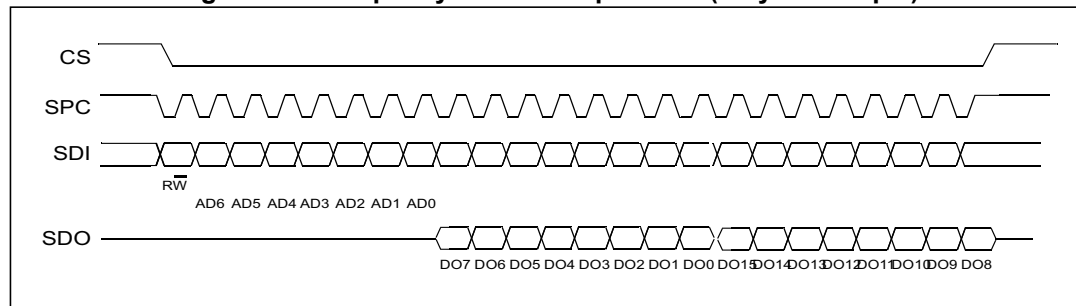 CS
SPC
SDI
RW
AD6 AD5 AD4 AD3 AD2 AD1 AD0
SDO
DO7 DO6 DO5 DO4 DO3 DO2 DO1 DO0 DO15 DO14 DO13 DO12 DO11 DO10 DO9 DO8